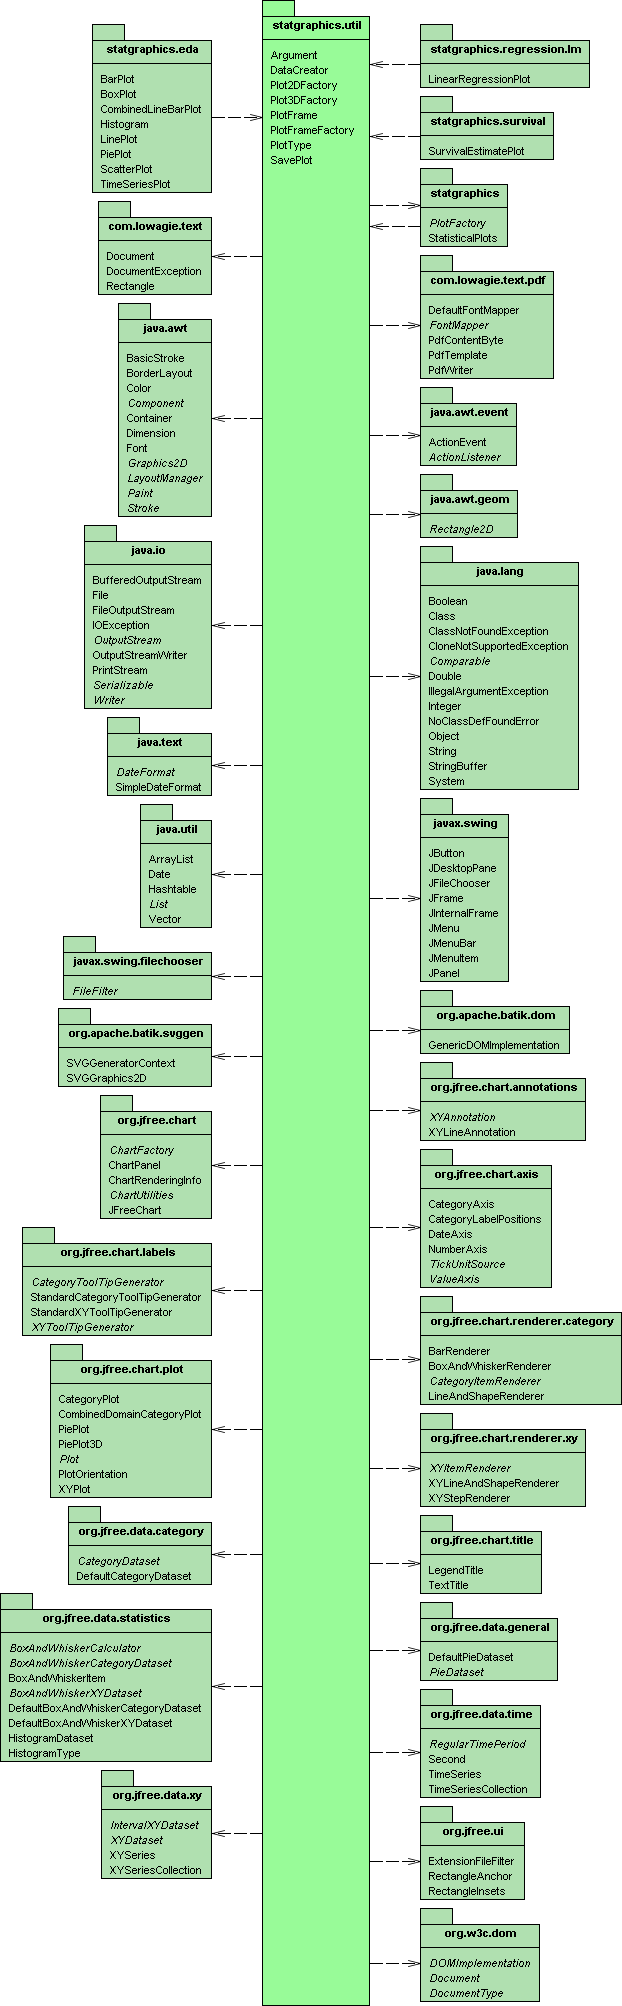 statgraphics.util
Argument
DataCreator
Plot2DFactory
Plot3DFactory
PlotFrame
PlotFrameFactory
PlotType
SavePlot
statgraphics.eda
BarPlot
BoxPlot
CombinedLineBarPlot
Histogram
LinePlot
PiePlot
ScatterPlot
TimeSeriesPlot
com.lowagie.text
Document
DocumentException
Rectangle
java.awt
BasicStroke
BorderLayout
Color
Component
Container
Dimension
Font
Graphics2D
LayoutManager
Paint
Stroke
java.io
BufferedOutputStream
File
FileOutputStream
IOException
OutputStream
OutputStreamWriter
PrintStream
Serializable
Writer
java.text
DateFormat
SimpleDateFormat
java.util
ArrayList
Date
Hashtable
List
Vector
javax.swing.filechooser
FileFilter
org.apache.batik.svggen
SVGGeneratorContext
SVGGraphics2D
org.jfree.chart
ChartFactory
ChartPanel
ChartRenderingInfo
ChartUtilities
JFreeChart
org.jfree.chart.labels
CategoryToolTipGenerator
StandardCategoryToolTipGenerator
StandardXYToolTipGenerator
XYToolTipGenerator
org.jfree.chart.plot
CategoryPlot
CombinedDomainCategoryPlot
PiePlot
PiePlot3D
Plot
PlotOrientation
XYPlot
org.jfree.data.category
CategoryDataset
DefaultCategoryDataset
org.jfree.data.statistics
BoxAndWhiskerCalculator
BoxAndWhiskerCategoryDataset
BoxAndWhiskerItem
BoxAndWhiskerXYDataset
DefaultBoxAndWhiskerCategoryDataset
DefaultBoxAndWhiskerXYDataset
HistogramDataset
HistogramType
org.jfree.data.xy
IntervalXYDataset
XYDataset
XYSeries
XYSeriesCollection
statgraphics.regression.lm
LinearRegressionPlot
statgraphics.survival
SurvivalEstimatePlot
statgraphics
PlotFactory
StatisticalPlots
com.lowagie.text.pdf
DefaultFontMapper
FontMapper
PdfContentByte
PdfTemplate
PdfWriter
java.awt.event
ActionEvent
ActionListener
java.awt.geom
Rectangle2D
java.lang
Boolean
Class
ClassNotFoundException
CloneNotSupportedException
Comparable
Double
IllegalArgumentException
Integer
NoClassDefFoundError
Object
String
StringBuffer
System
javax.swing
JButton
JDesktopPane
JFileChooser
JFrame
JInternalFrame
JMenu
JMenuBar
JMenuItem
JPanel
org.apache.batik.dom
GenericDOMImplementation
org.jfree.chart.annotations
XYAnnotation
XYLineAnnotation
org.jfree.chart.axis
CategoryAxis
CategoryLabelPositions
DateAxis
NumberAxis
TickUnitSource
ValueAxis
org.jfree.chart.renderer.category
BarRenderer
BoxAndWhiskerRenderer
CategoryItemRenderer
LineAndShapeRenderer
org.jfree.chart.renderer.xy
XYItemRenderer
XYLineAndShapeRenderer
XYStepRenderer
org.jfree.chart.title
LegendTitle
TextTitle
org.jfree.data.general
DefaultPieDataset
PieDataset
org.jfree.data.time
RegularTimePeriod
Second
TimeSeries
TimeSeriesCollection
org.jfree.ui
ExtensionFileFilter
RectangleAnchor
RectangleInsets
org.w3c.dom
DOMImplementation
Document
DocumentType